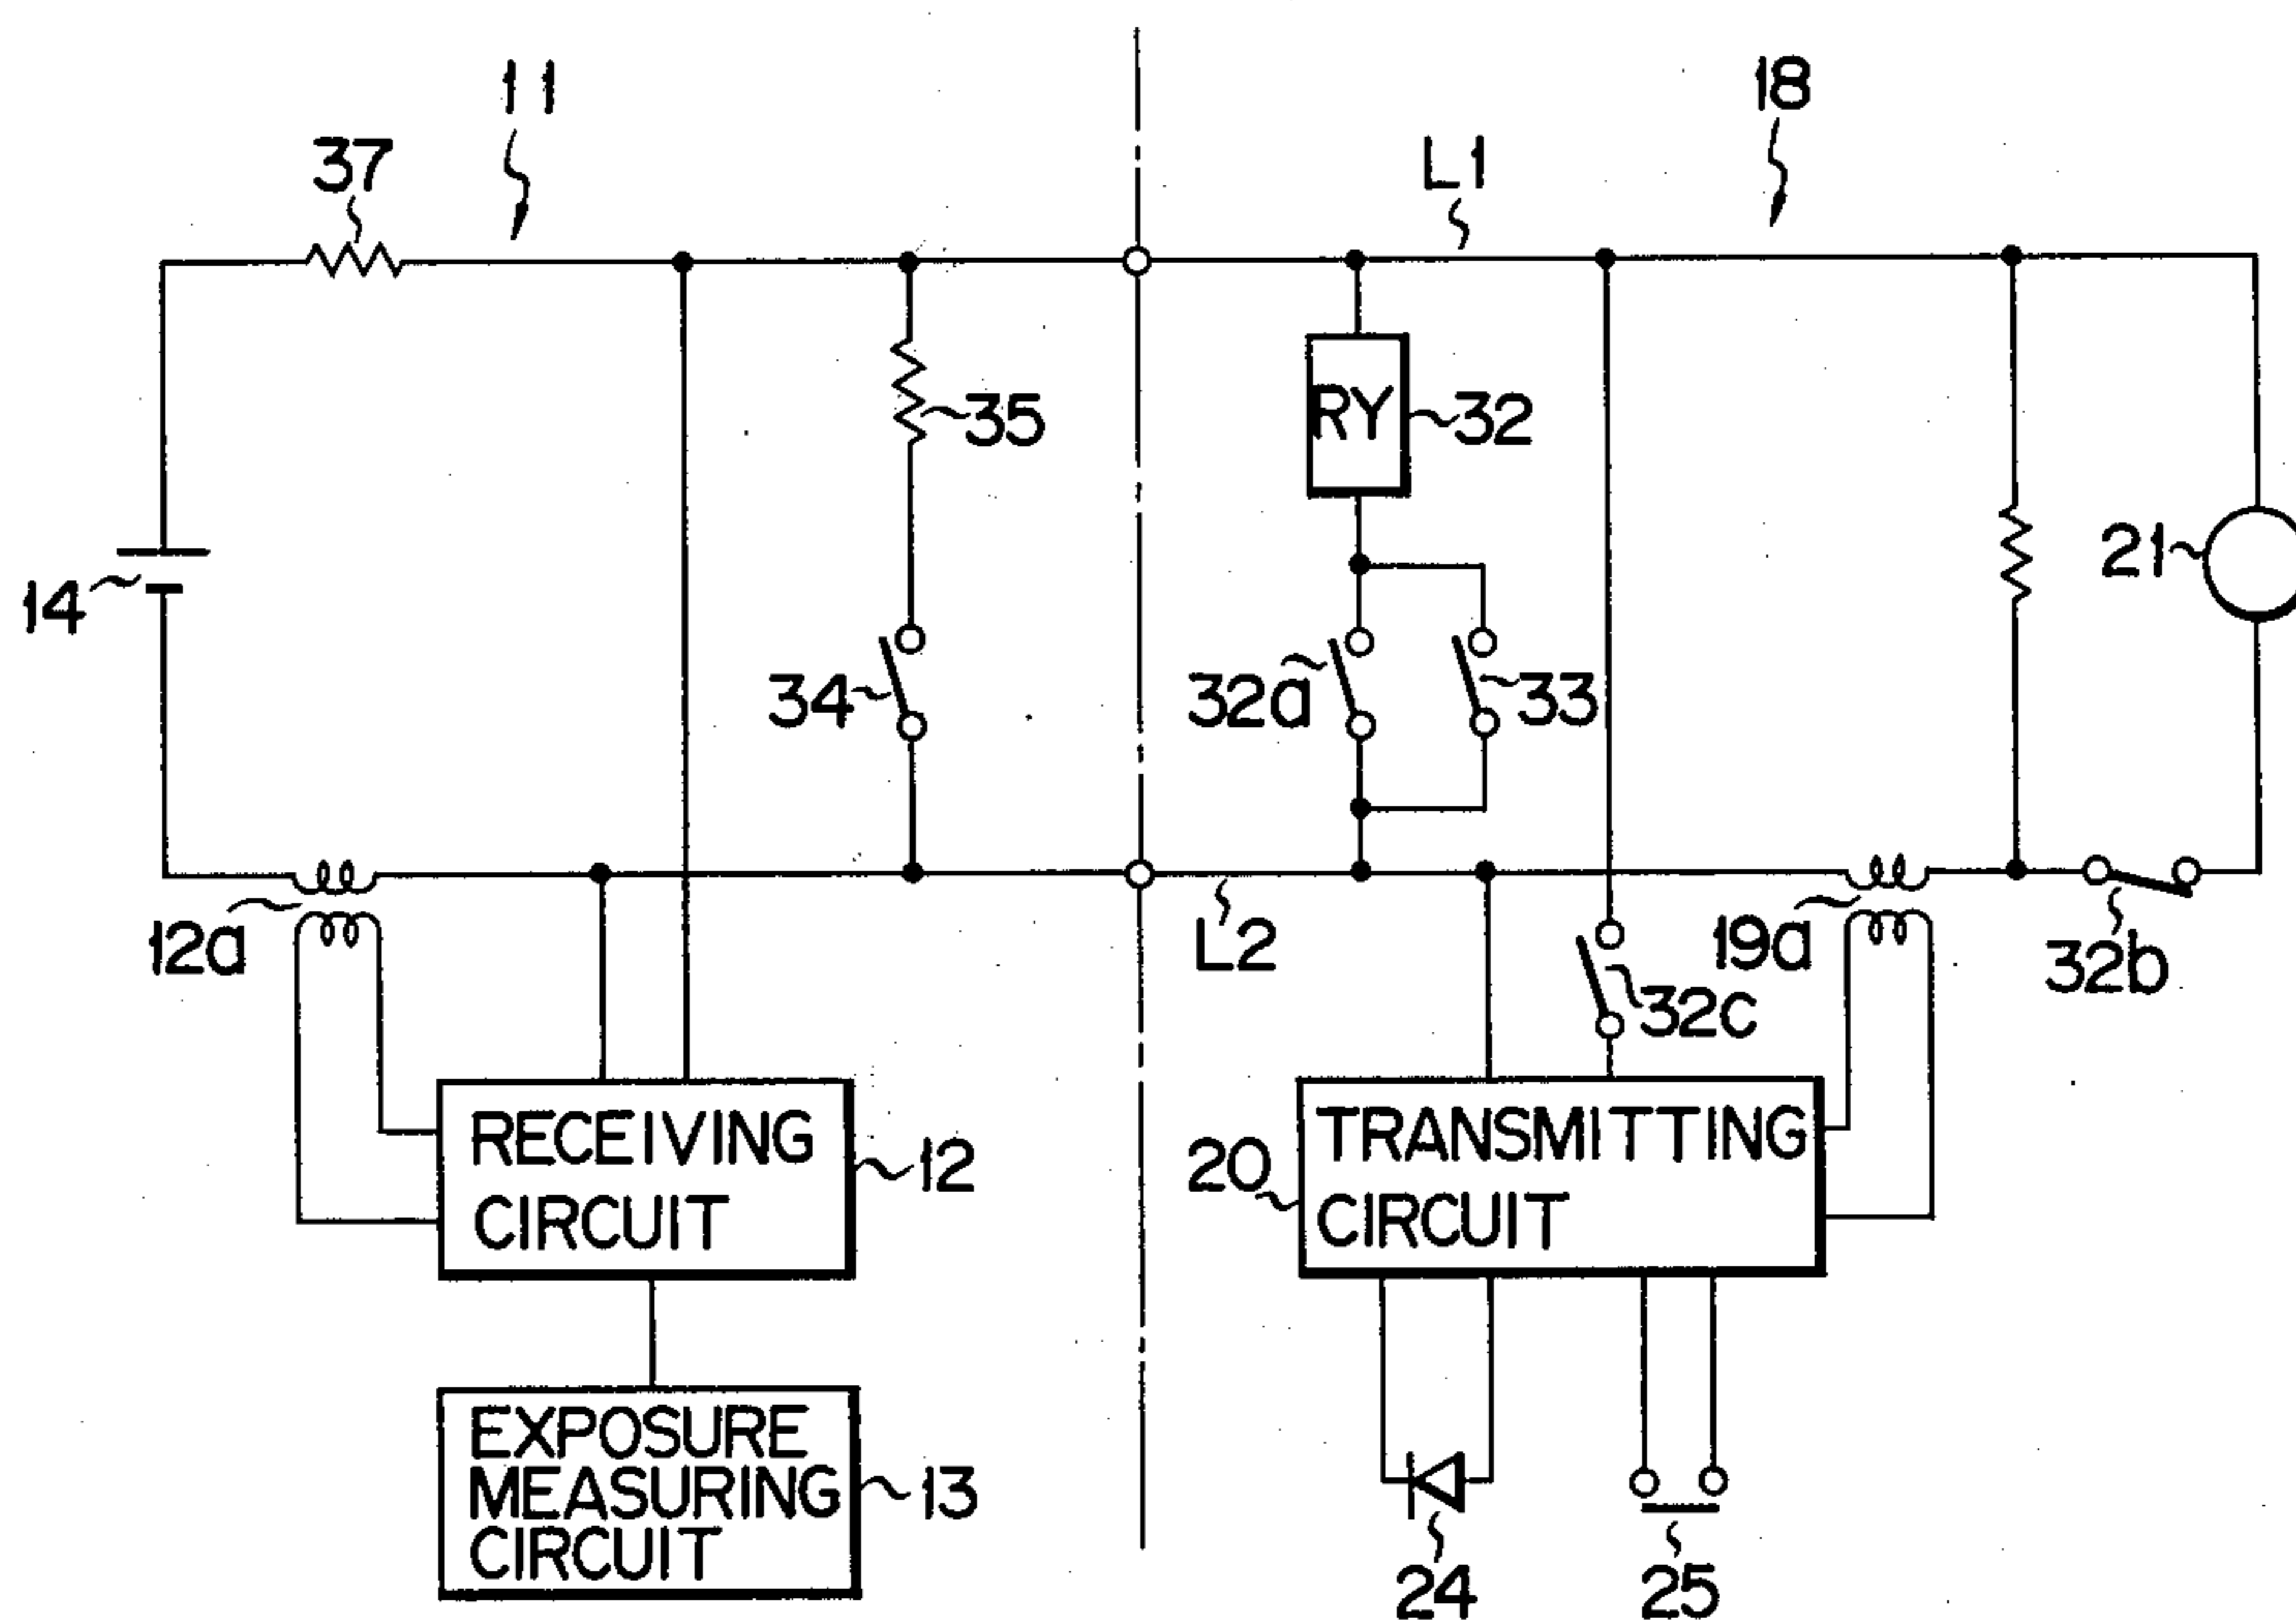 11
18
37
L1
35
RY
32
14
21
34
32a
33
12a
L2
19a
32b
32c
RECEIVING
CIRCUIT
12
20
TRANSMITTING
CIRCUIT
EXPOSURE
MEASURING
CIRCUIT
13
24
25